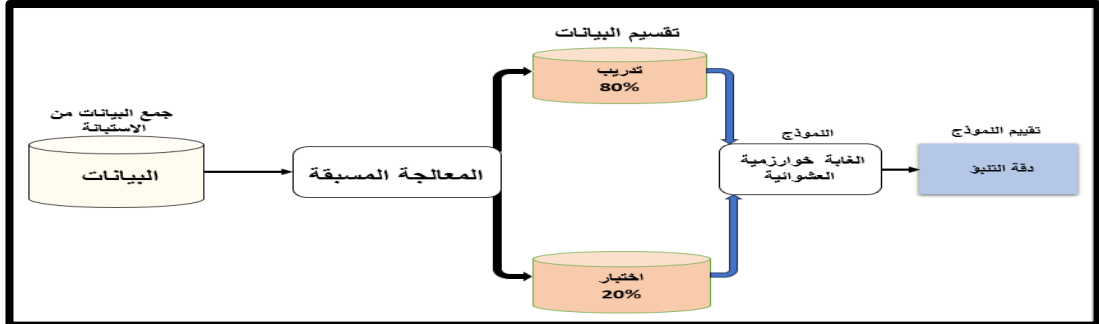 تقسيم البيانات
تدريب
80%
جمع البيانات من
الاستبانة
البيانات
المعالجة المسبقة
النموذج
الغابة خوارزمية
العشوائية
تقييم النموذج
دقة التنبؤ
اختبار
20%